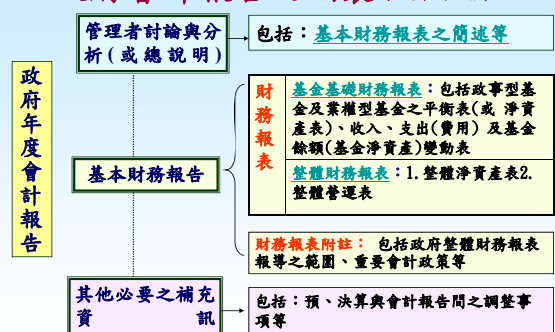 政府年度會計報告
管理者討論與分
析(或總說明)
包括：基本財務報表之簡述等
基本財務報告
財務報表
基金基礎財務報表：包括政事型基
金及業權型基金之平衡表(或 淨資
產表)、收入、支出(費用) 及基金
餘額(基金淨資產)變動表
整體財務報表：1.整體淨資產表2.
整體營運表
財務報表附註： 包括政府整體財務報表
報導之範圍、重要會計政策等
其他必要之補充
資 訊
包括：預、決算與會計報告間之調整事
項等